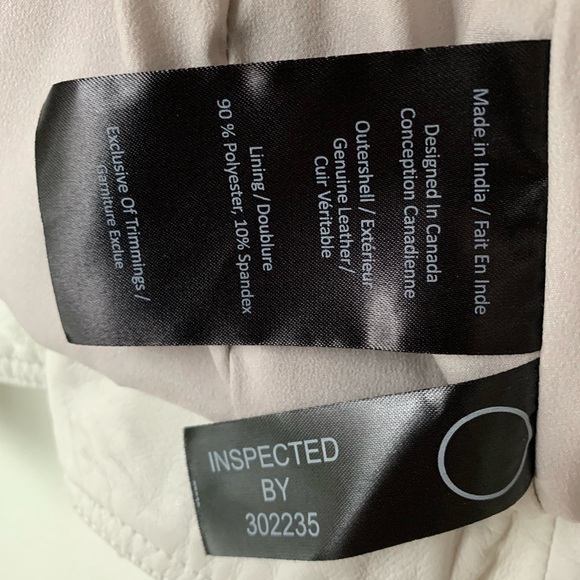 Made in India / Fait En Inde
Designed In Canada
Conception Canadienne
Outershell / Extérieur
Genuine Leather/
Cuir Véritable
Lining / Doublure
90 % Polyester, 10% Spandex
Exclusive Of Trimmings /
Garniture Exclue
INSPECTED
BY
302235